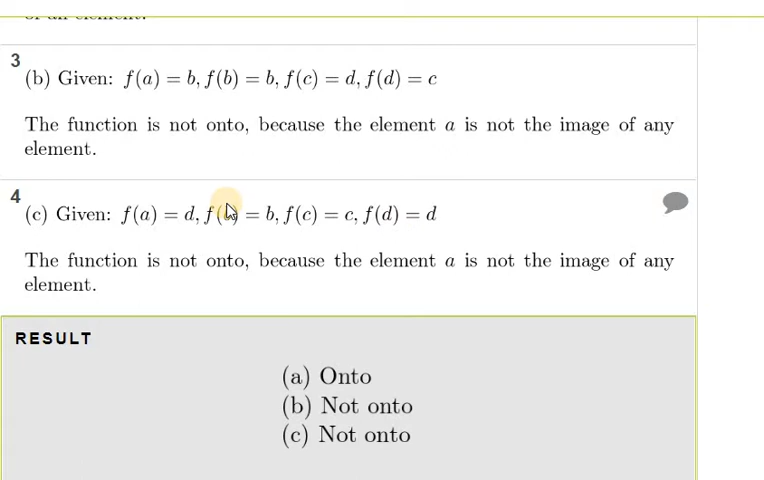 3
(b) Given: f(a) = b, f(b) = b, f(c) = d, f(d) = c
The function is not onto, because the element a is not the image of any
element.
4
(c) Given: f(a) = d, f( ) = b, f(c) = c, f(d) = d
The function is not onto, because the element a is not the image of any
element.
RESULT
(a) Onto
(b) Not onto
(c) Not onto